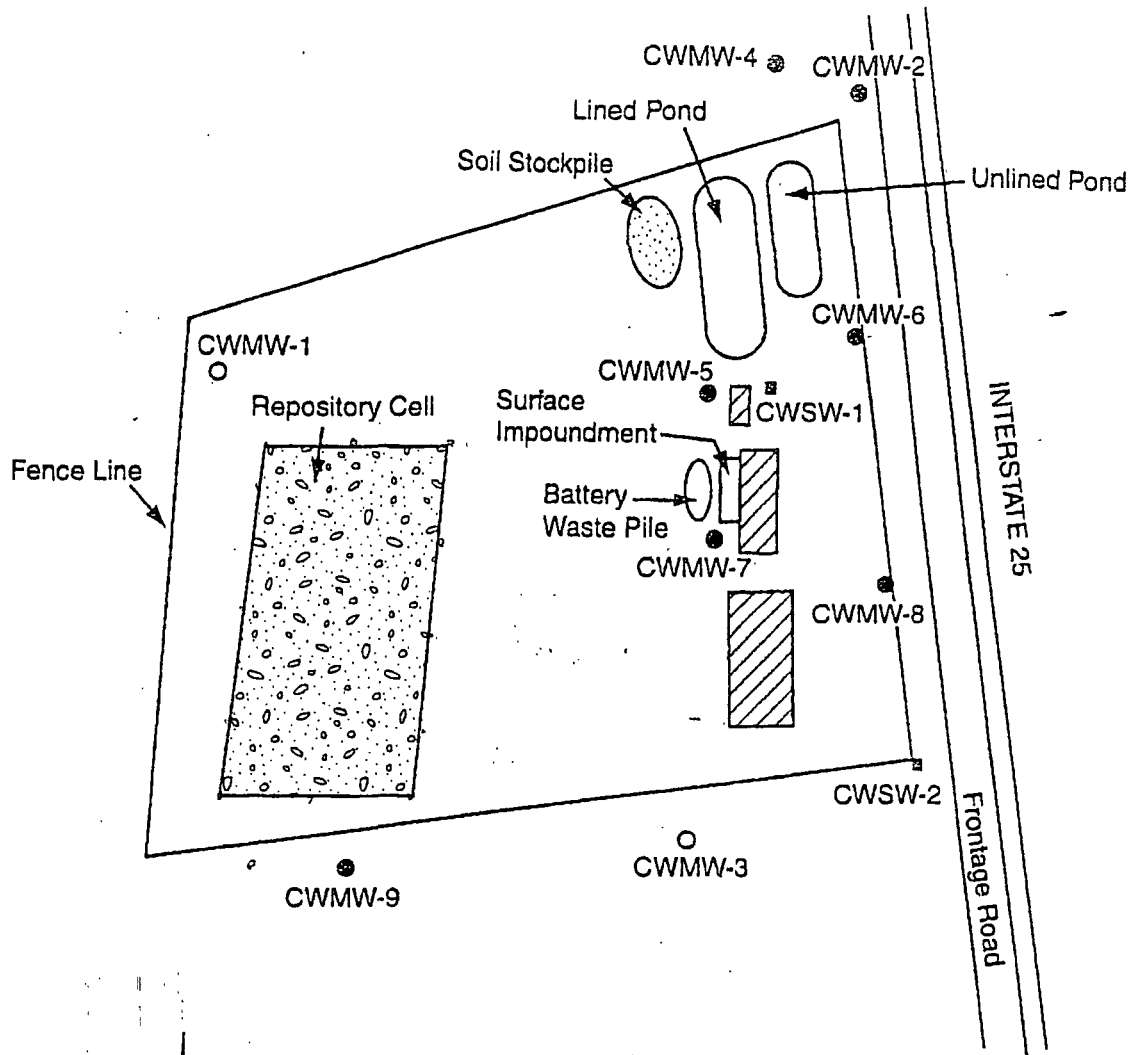 CWMW-4
CWMW-2
Lined Pond
Soil Stockpile
Unlined Pond
CWMW-1
CWMW-6
CWMW-5
CWSW-1
Repository Cell
Surface
Impoundment
Fence Line
Battery
Waste Pile
CWMW-7
CWMW-8
INTERSTATE 25
CWSW-2
Frontage Road
CWMW-3
CWMW-9